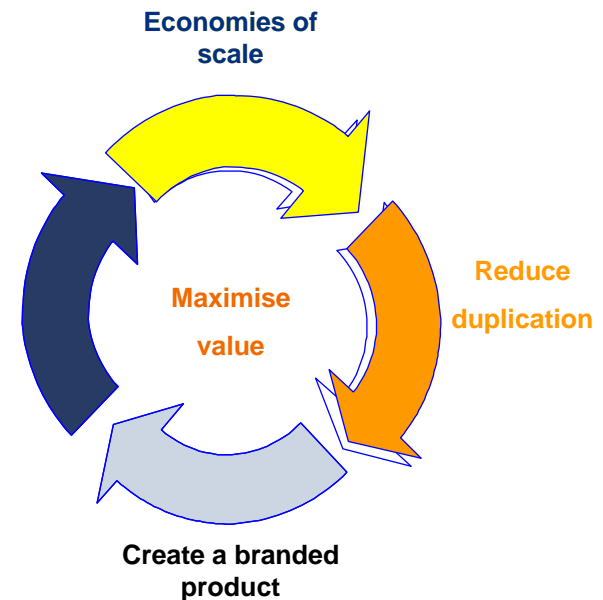 Economies of
scale
Reduce
duplication
Maximise
value
Create a branded
product